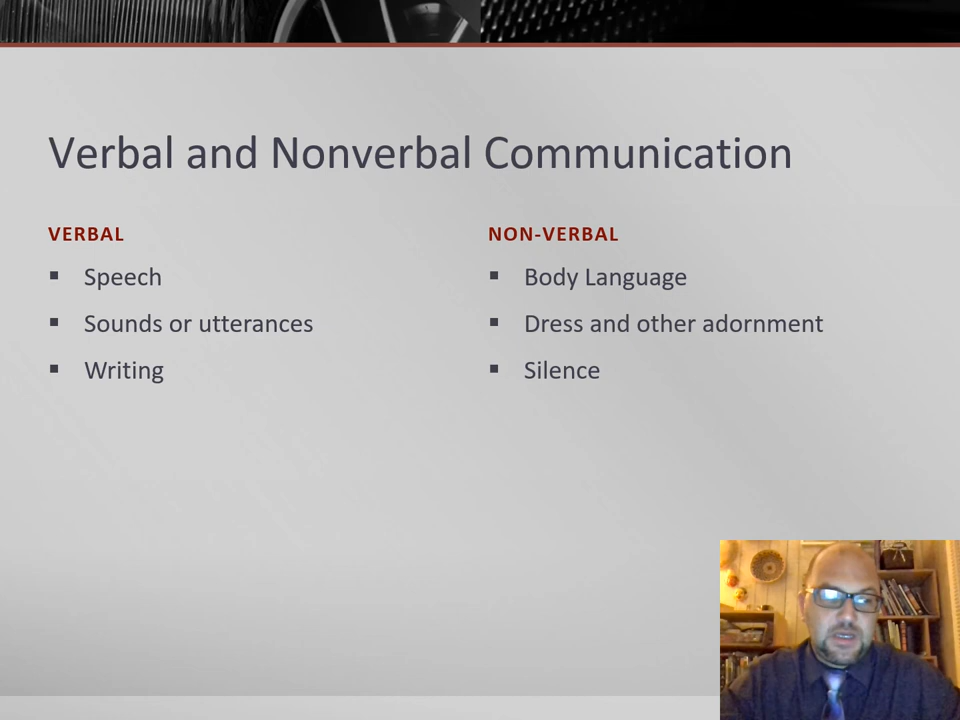 Verbal and Nonverbal Communication
VERBAL
▪ Speech
▪ Sounds or utterances
▪ Writing
NON-VERBAL
▪ Body Language
▪ Dress and other adornment
▪ Silence